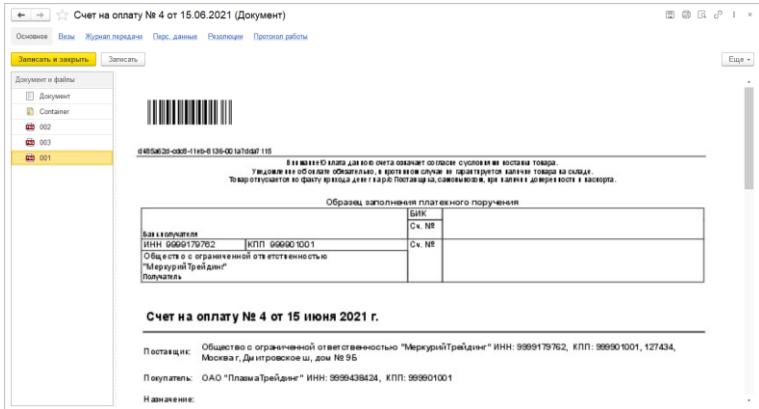 Счет на оплату № 4 от 15.06.2021 (Документ)
Основное Визы Журнал передачи Перс. данные Резолюции Протокол работы
Записать и закрыть Записать Еще
Документ и файлы
Документ
Container
002
003
001
Внимание! Оплата данного счета означает согласие с условиями поставки товара.
Уведомление об оплате обязательно, в противном случае не гарантируется наличие товара на складе.
Товар отпускается по факту прихода денег на р/с Поставщика, самовывозом, при наличии доверенности и паспорта.
Образец заполнения платежного поручения
БИК
Сч. №
Банк получателя
ИНН 9999179762 КПП 999901001 Сч. №
Общество с ограниченной ответственностью
"МеркурийТрейдинг"
Получатель
Счет на оплату № 4 от 15 июня 2021 г.
Поставщик: Общество с ограниченной ответственностью "МеркурийТрейдинг" ИНН: 9999179762, КПП: 999901001, 127434,
Москва г, Дмитровское ш, дом № 9Б
Покупатель: ОАО "ПлазмаТрейдинг" ИНН: 9999438424, КПП: 999901001
Назначение: